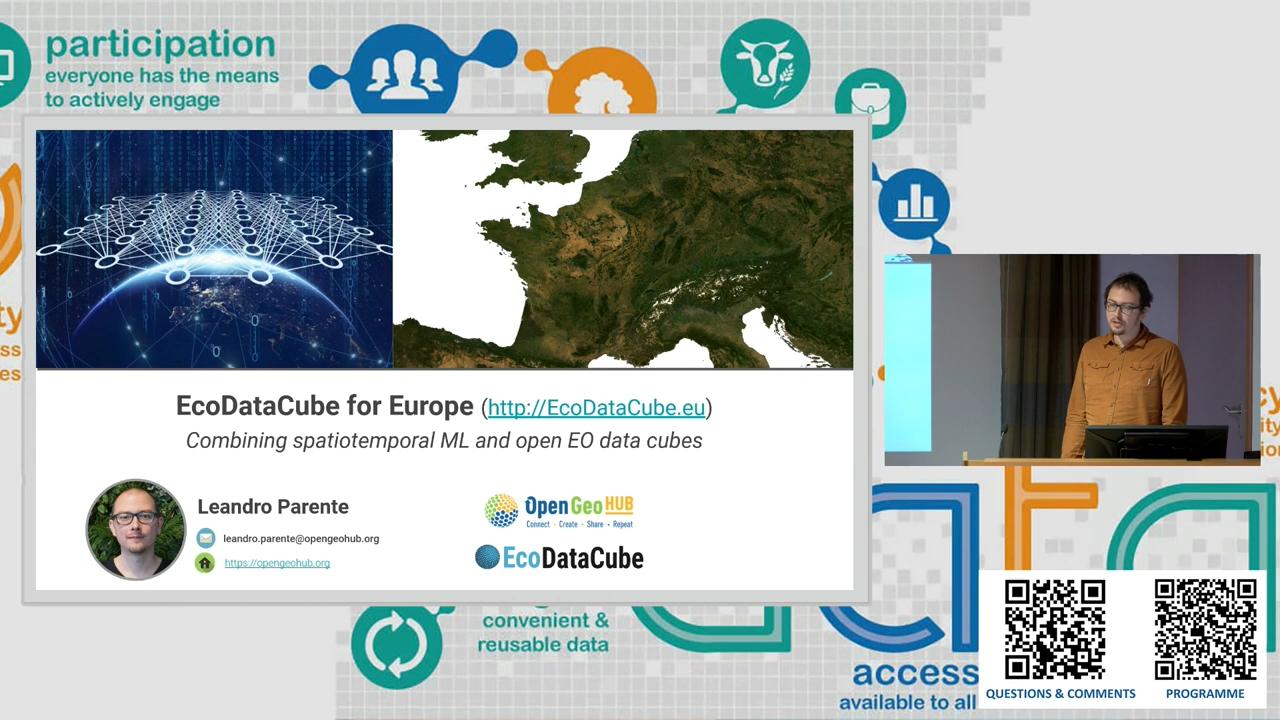 participation
everyone has the means
to actively engage
EcoDataCube for Europe (http://EcoDataCube.eu)
Combining spatiotemporal ML and open EO data cubes
Leandro Parente
leandro.parente@opengeohub.org
https://opengeohub.org
OpenGeoHUB
Connect · Create · Share · Repeat
EcoDataCube
convenient &
reusable data
access
available to all
QUESTIONS & COMMENTS
PROGRAMME